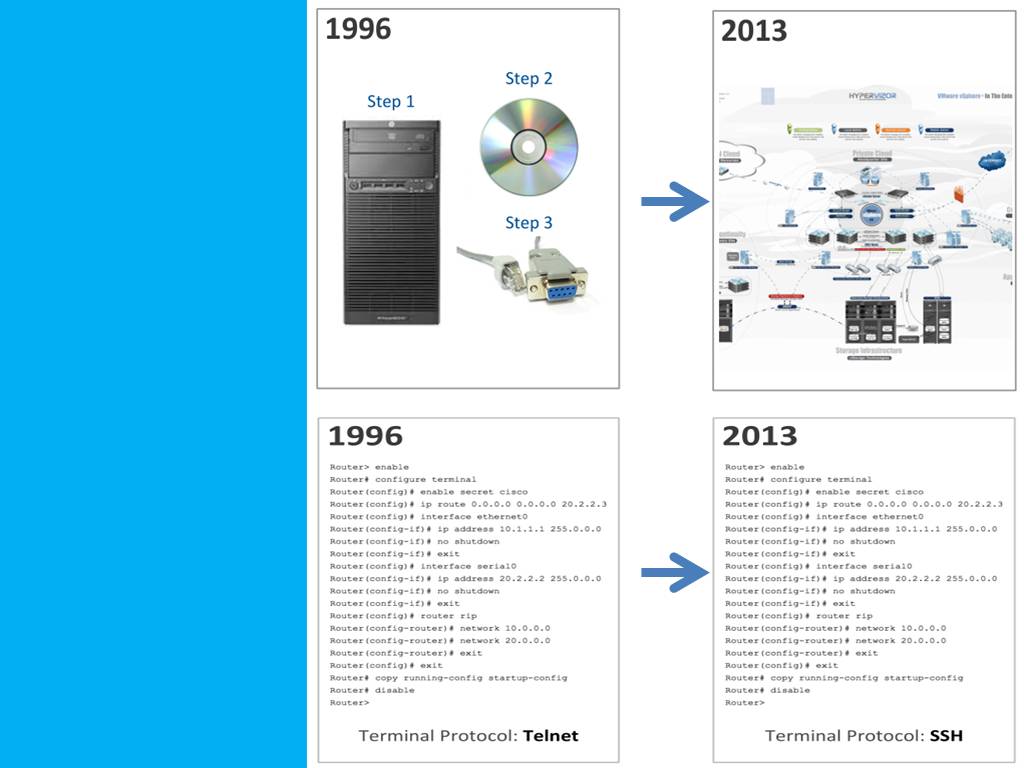 1996
Step 1
Step 2
Step 3
2013
HYPERVIZOR
VMware vSphere - In The Ente
Private Cloud
Cloud
Storage Infrastructure
1996
Router> enable
Router# configure terminal
Router(config)# enable secret cisco
Router(config)# ip route 0.0.0.0 0.0.0.0 20.2.2.3
Router(config)# interface ethernet0
Router(config-if)# ip address 10.1.1.1 255.0.0.0
Router(config-if)# no shutdown
Router(config-if)# exit
Router(config)# interface serial0
Router(config-if)# ip address 20.2.2.2 255.0.0.0
Router(config-if)# no shutdown
Router(config-if)# exit
Router(config)# router rip
Router(config-router)# network 10.0.0.0
Router(config-router)# network 20.0.0.0
Router(config-router)# exit
Router(config)# exit
Router# copy running-config startup-config
Router# disable
Router>
Terminal Protocol: Telnet
2013
Router> enable
Router# configure terminal
Router(config)# enable secret cisco
Router(config)# ip route 0.0.0.0 0.0.0.0 20.2.2.3
Router(config)# interface ethernet0
Router(config-if)# ip address 10.1.1.1 255.0.0.0
Router(config-if)# no shutdown
Router(config-if)# exit
Router(config)# interface serial0
Router(config-if)# ip address 20.2.2.2 255.0.0.0
Router(config-if)# no shutdown
Router(config-if)# exit
Router(config)# router rip
Router(config-router)# network 10.0.0.0
Router(config-router)# network 20.0.0.0
Router(config-router)# exit
Router(config)# exit
Router# copy running-config startup-config
Router# disable
Router>
Terminal Protocol: SSH